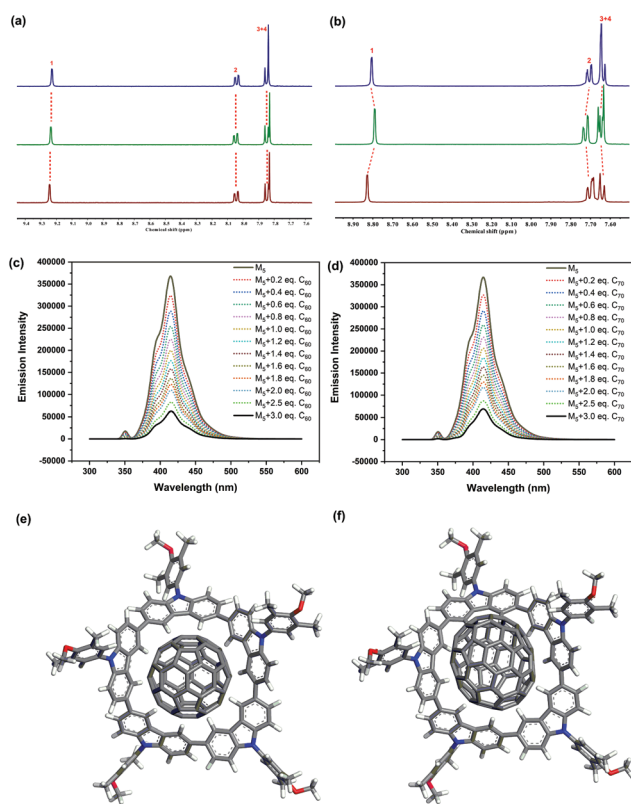 (a)
3+4
1
2
9.4 9.3 9.2 9.1 9.0 8.9 8.8 8.7 8.6 8.5 8.4 8.3 8.2 8.1 8.0 7.9 7.8 7.7 7.6
Chemical shift (ppm)
(b)
3+4
1
2
8.90 8.80 8.70 8.60 8.50 8.40 8.30 8.20 8.10 8.00 7.90 7.80 7.70 7.60 7.50
Chemical shift (ppm)
(c)
Emission Intensity
400000
350000
300000
250000
200000
150000
100000
50000
0
-50000
300 350 400 450 500 550 600
Wavelength (nm)
M₅
M₅+0.2 eq. C₆₀
M₅+0.4 eq. C₆₀
M₅+0.6 eq. C₆₀
M₅+0.8 eq. C₆₀
M₅+1.0 eq. C₆₀
M₅+1.2 eq. C₆₀
M₅+1.4 eq. C₆₀
M₅+1.6 eq. C₆₀
M₅+1.8 eq. C₆₀
M₅+2.0 eq. C₆₀
M₅+2.5 eq. C₆₀
M₅+3.0 eq. C₆₀
(d)
Emission Intensity
400000
350000
300000
250000
200000
150000
100000
50000
0
-50000
300 350 400 450 500 550 600
Wavelength (nm)
M₅
M₅+0.2 eq. C₇₀
M₅+0.4 eq. C₇₀
M₅+0.6 eq. C₇₀
M₅+0.8 eq. C₇₀
M₅+1.0 eq. C₇₀
M₅+1.2 eq. C₇₀
M₅+1.4 eq. C₇₀
M₅+1.6 eq. C₇₀
M₅+1.8 eq. C₇₀
M₅+2.0 eq. C₇₀
M₅+2.5 eq. C₇₀
M₅+3.0 eq. C₇₀
(e)
(f)